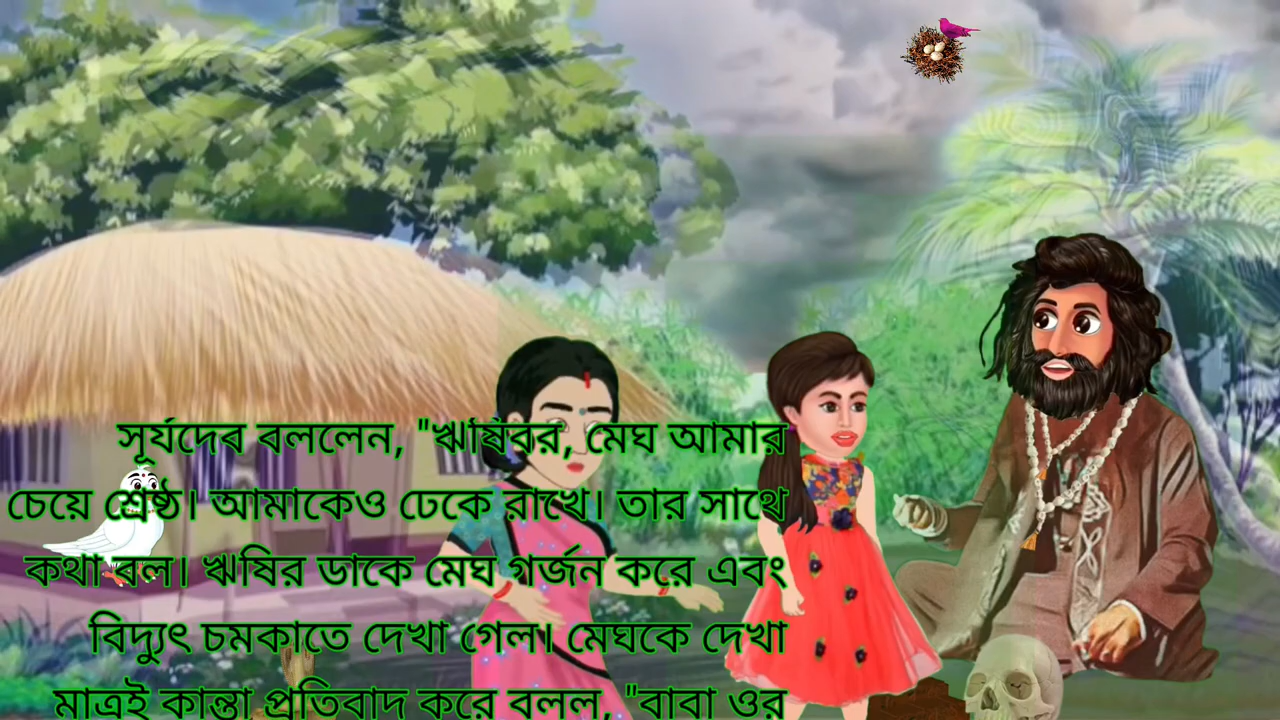 সূর্যদেব বললেন, "ঋষিবর, মেঘ আমার
চেয়ে শ্রেষ্ঠ। আমাকেও ঢেকে রাখে। তার সাথে
কথা বল। ঋষির ডাকে মেঘ গর্জন করে এবং
বিদ্যুৎ চমকাতে দেখা গেল। মেঘকে দেখা
মাত্রই কান্তা প্রতিবাদ করে বলল, "বাবা ওর